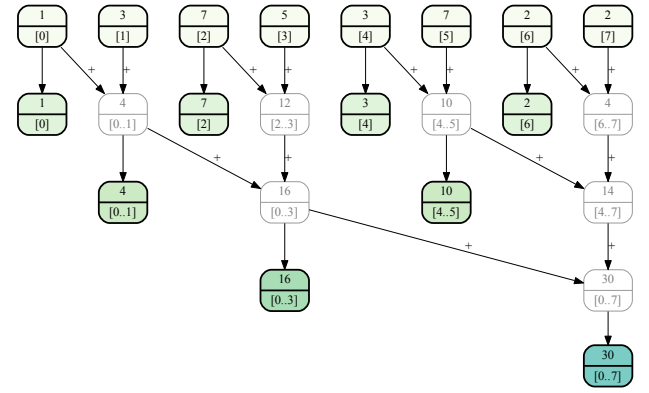 1 3 7 5 3 7 2 2
[0] [1] [2] [3] [4] [5] [6] [7]
+ + + + + + + +
1 4 7 12 3 10 2 4
[0] [0..1] [2] [2..3] [4] [4..5] [6] [6..7]
+ + + +
4 16 10 14
[0..1] [0..3] [4..5] [4..7]
+ +
16 30
[0..3] [0..7]
30
[0..7]